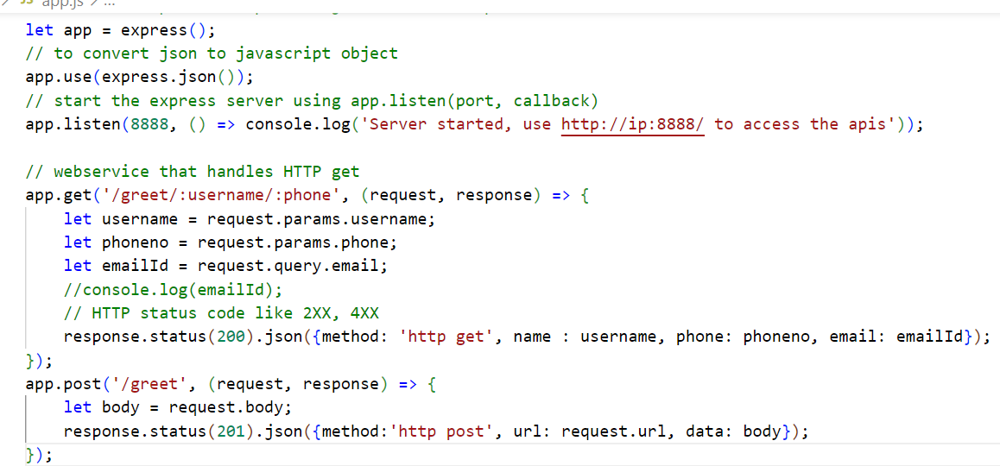 JS app.js > ...
let app = express();
// to convert json to javascript object
app.use(express.json());
// start the express server using app.listen(port, callback)
app.listen(8888, () => console.log('Server started, use http://ip:8888/ to access the apis'));
// webservice that handles HTTP get
app.get('/greet/:username/:phone', (request, response) => {
    let username = request.params.username;
    let phoneno = request.params.phone;
    let emailId = request.query.email;
    //console.log(emailId);
    // HTTP status code like 2XX, 4XX
    response.status(200).json({method: 'http get', name : username, phone: phoneno, email: emailId});
});
app.post('/greet', (request, response) => {
    let body = request.body;
    response.status(201).json({method:'http post', url: request.url, data: body});
});